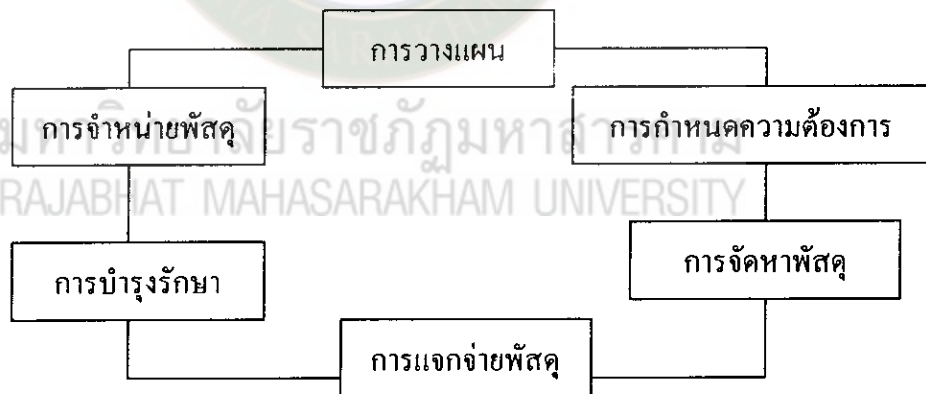 การวางแผน
การจำหน่ายพัสดุ
การกำหนดความต้องการ
มหาวิทยาลัยราชภัฏมหาสารคาม
RAJABHAT MAHASARAKHAM UNIVERSITY
การบำรุงรักษา
การจัดหาพัสดุ
การแจกจ่ายพัสดุ